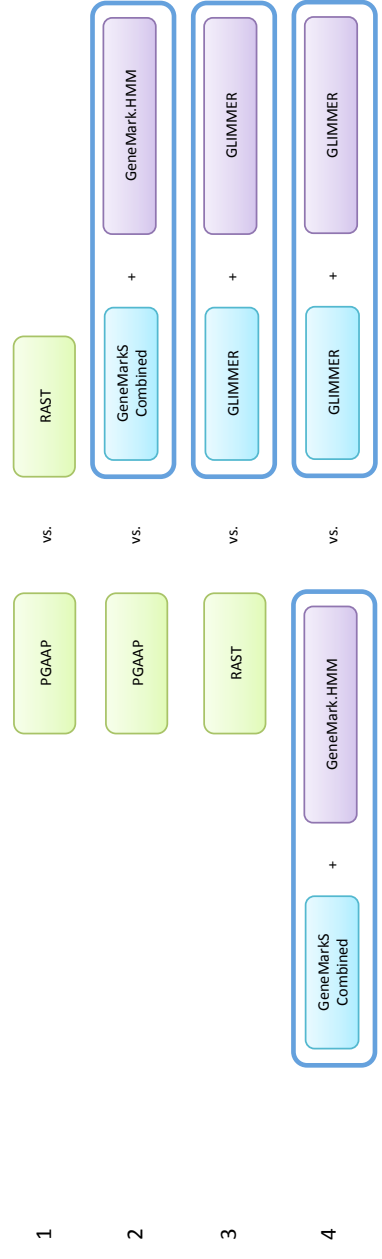 1
PGAAP
vs.
RAST
2
PGAAP
vs.
GeneMarkS
Combined
+
GeneMark.HMM
3
RAST
vs.
GLIMMER
+
GLIMMER
4
GeneMarkS
Combined
+
GeneMark.HMM
vs.
GLIMMER
+
GLIMMER